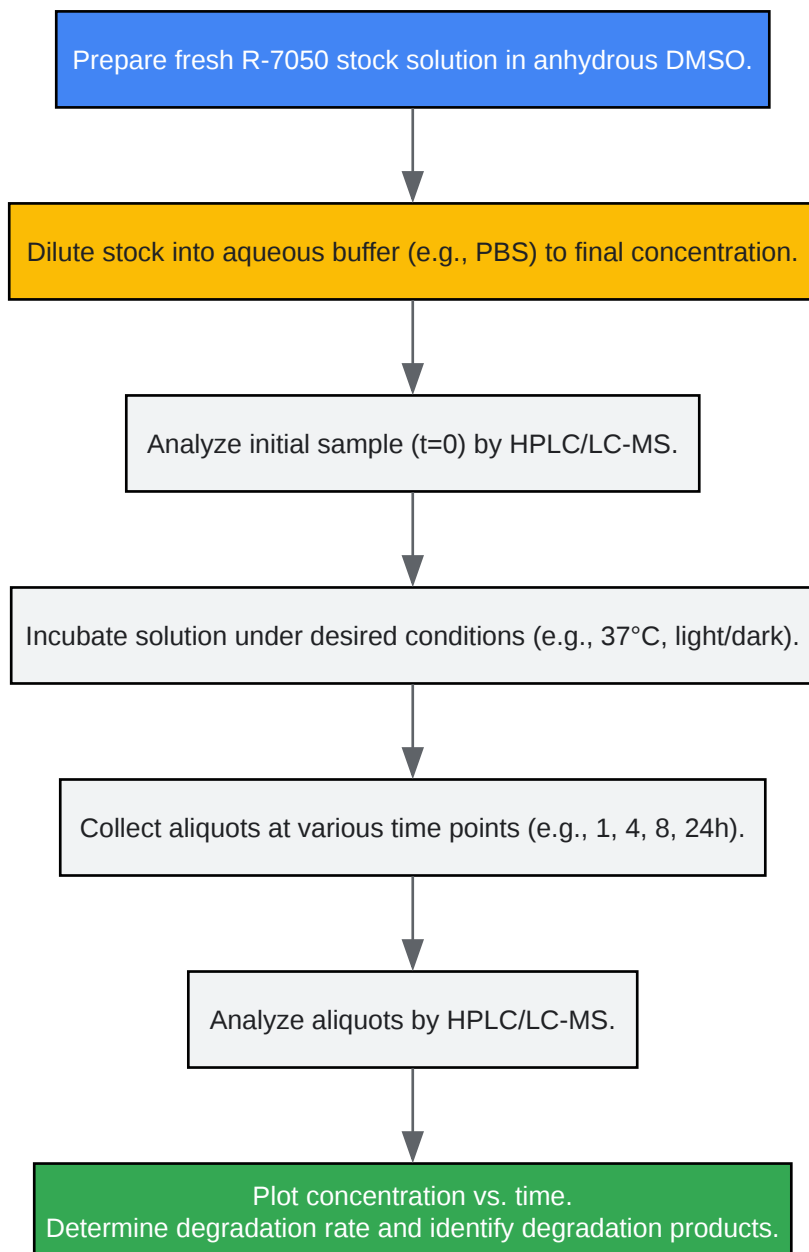 Prepare fresh R-7050 stock solution in anhydrous DMSO.
Dilute stock into aqueous buffer (e.g., PBS) to final concentration.
Analyze initial sample (t=0) by HPLC/LC-MS.
Incubate solution under desired conditions (e.g., 37°C, light/dark).
Collect aliquots at various time points (e.g., 1, 4, 8, 24h).
Analyze aliquots by HPLC/LC-MS.
Plot concentration vs. time.
Determine degradation rate and identify degradation products.